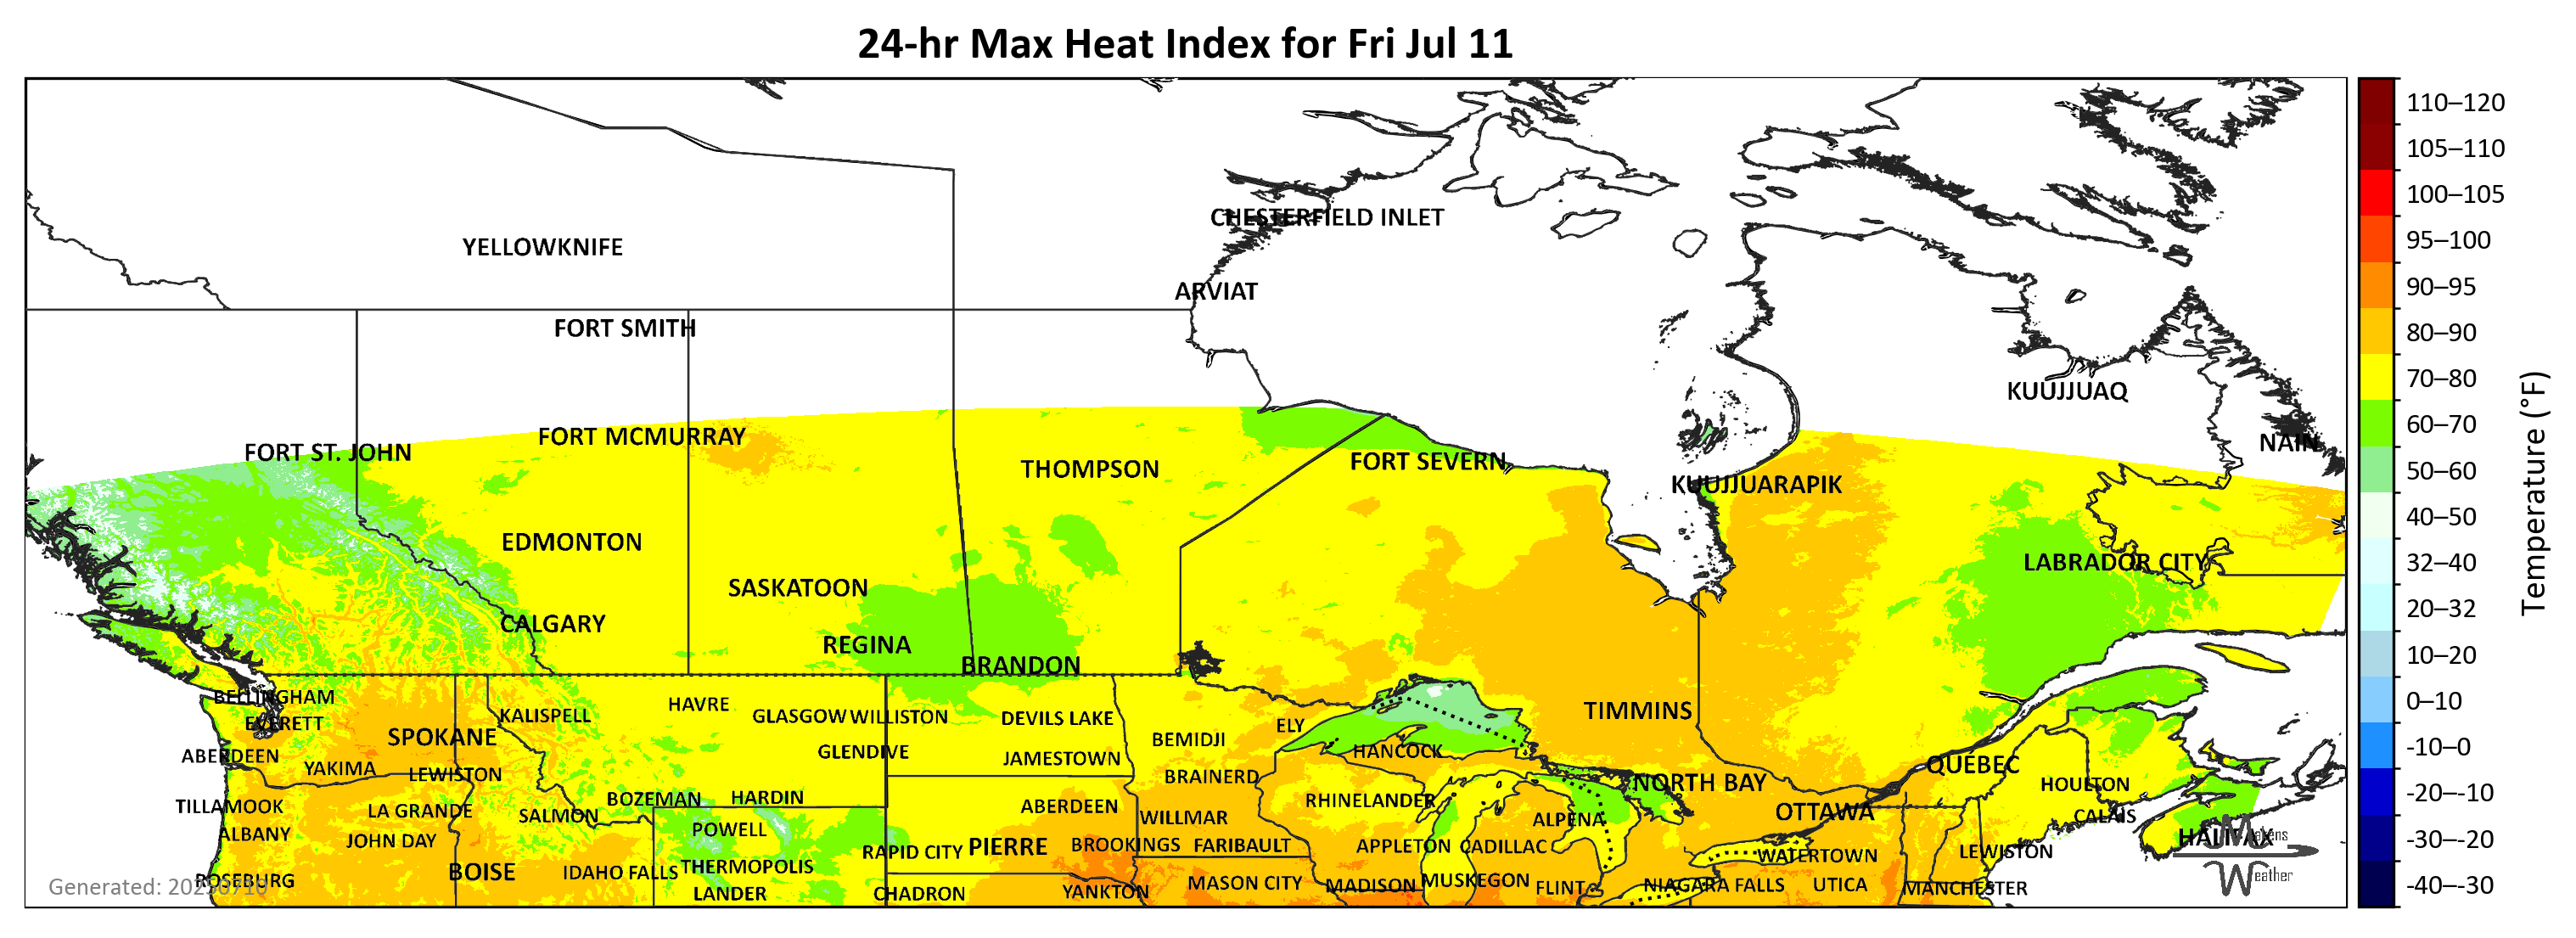 24-hr Max Heat Index for Fri Jul 11
110–120
105–110
CHESTERFIELD INLET
100–105
YELLOWKNIFE
95–100
ARVIAT
90–95
FORT SMITH
80–90
KUUJJUAQ
70–80
FORT ST. JOHN
FORT MCMURRAY
NAIN
60–70
THOMPSON
FORT SEVERN
50–60
KUUJJUARAPIK
40–50
EDMONTON
LABRADOR CITY
32–40
SASKATOON
20–32
CALGARY
REGINA
BRANDON
10–20
BELLINGHAM
HAVRE
0–10
EVERETT
KALISPELL
GLASGOW
WILLISTON
DEVILS LAKE
ELY
TIMMINS
SPOKANE
BEMIDJI
-10–0
ABERDEEN
GLENDIVE
JAMESTOWN
HANCOCK
YAKIMA
LEWISTON
BRAINERD
NORTH BAY
QUÉBEC
HOULTON
-20–-10
TILLAMOOK
LA GRANDE
SALMON
BOZEMAN
HARDIN
ABERDEEN
WILLMAR
RHINELANDER
ALPENA
OTTAWA
CALAIS
ALBANY
JOHN DAY
POWELL
RAPID CITY
PIERRE
BROOKINGS
FARIBAULT
APPLETON
CADILLAC
WATERTOWN
LEWISTON
HALIFAX
Makens
Weather
-30–-20
ROSEBURG
BOISE
IDAHO FALLS
THERMOPOLIS
LANDER
CHADRON
YANKTON
MASON CITY
MADISON
MUSKEGON
FLINT
NIAGARA FALLS
UTICA
MANCHESTER
-40–-30
Temperature (°F)
Generated: 20250710